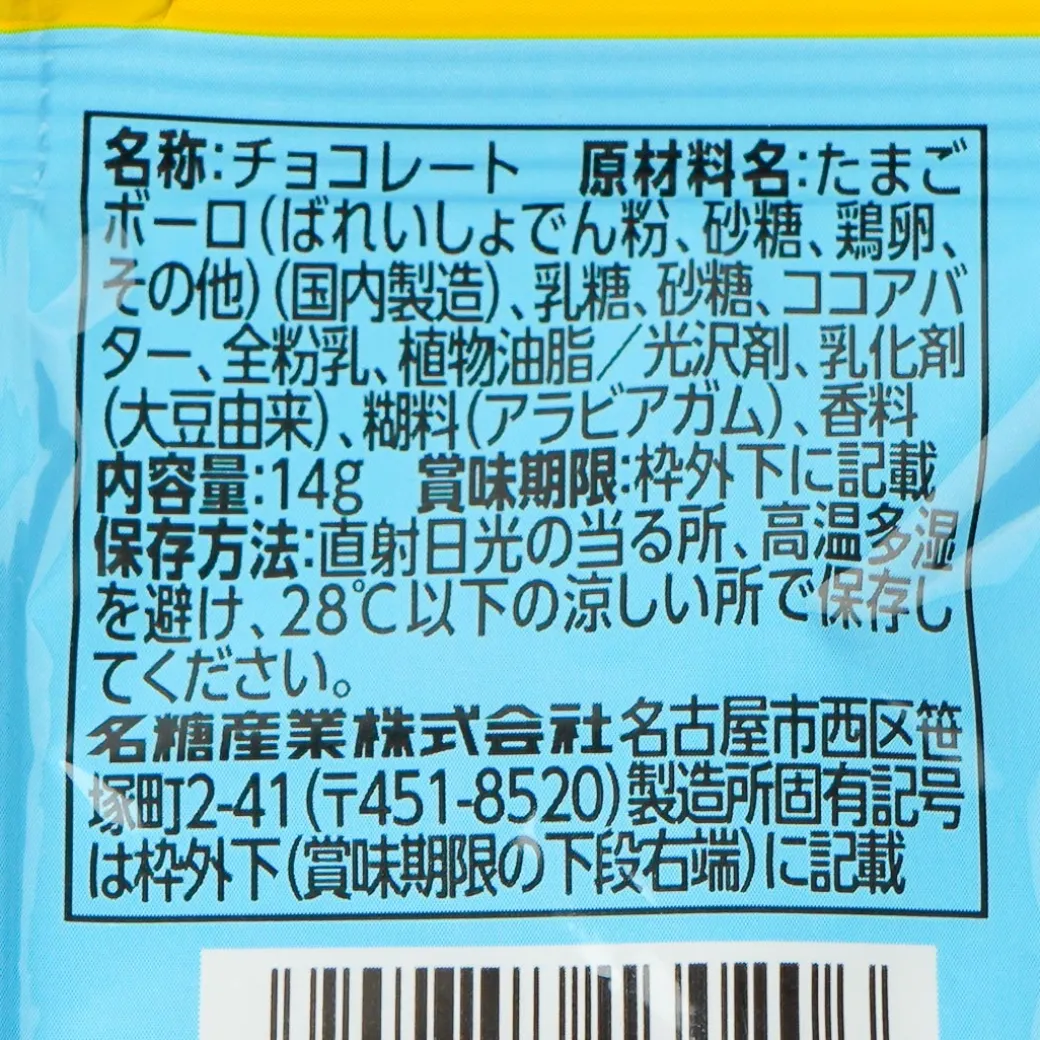 名称:チョコレート　原材料名:たまご
ボーロ(ばれいしょでん粉、砂糖、鶏卵、
その他)(国内製造)、乳糖、砂糖、ココアバ
ター、全粉乳、植物油脂／光沢剤、乳化剤
(大豆由来)、糊料(アラビアガム)、香料
内容量:14g　賞味期限:枠外下に記載
保存方法:直射日光の当る所、高温多湿
を避け、28℃以下の涼しい所で保存し
てください。
名糖産業株式会社 名古屋市西区笹
塚町2-41(〒451-8520)製造所固有記号
は枠外下(賞味期限の下段右端)に記載